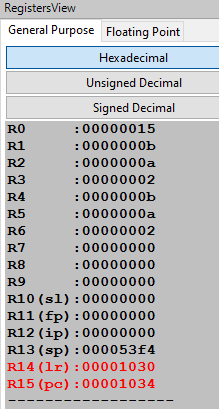 RegistersView
General Purpose Floating Point
Hexadecimal
Unsigned Decimal
Signed Decimal
R0 :00000015
R1 :0000000b
R2 :0000000a
R3 :00000002
R4 :0000000b
R5 :0000000a
R6 :00000002
R7 :00000000
R8 :00000000
R9 :00000000
R10(sl):00000000
R11(fp):00000000
R12(ip):00000000
R13(sp):000053f4
R14(lr):00001030
R15(pc):00001034
------------------